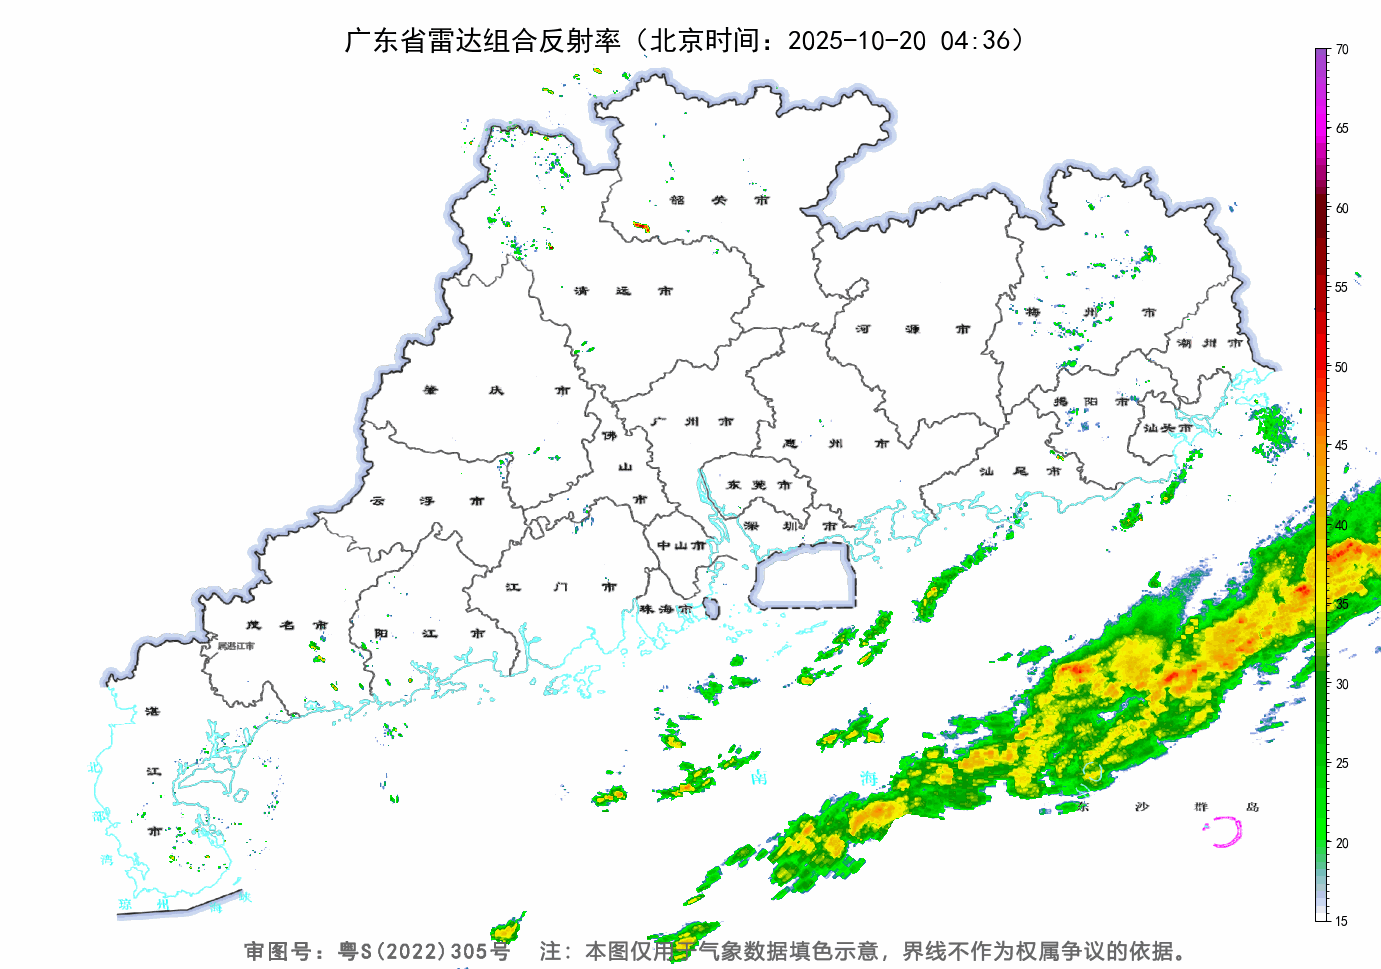 广东省雷达组合反射率（北京时间：2025-10-20 04:36）
70
65
60
55
50
45
40
35
30
25
20
15
韶关市
清远市
河源市
梅州市
潮州市
肇庆市
广州市
佛山市
惠州市
揭阳市
汕头市
汕尾市
云浮市
东莞市
深圳市
中山市
江门市
珠海市
茂名市
属湛江市
阳江市
湛江市
北部湾
琼州海峡
南海
东沙群岛
审图号：粤S(2022)305号 注：本图仅用于气象数据填色示意，界线不作为权属争议的依据。